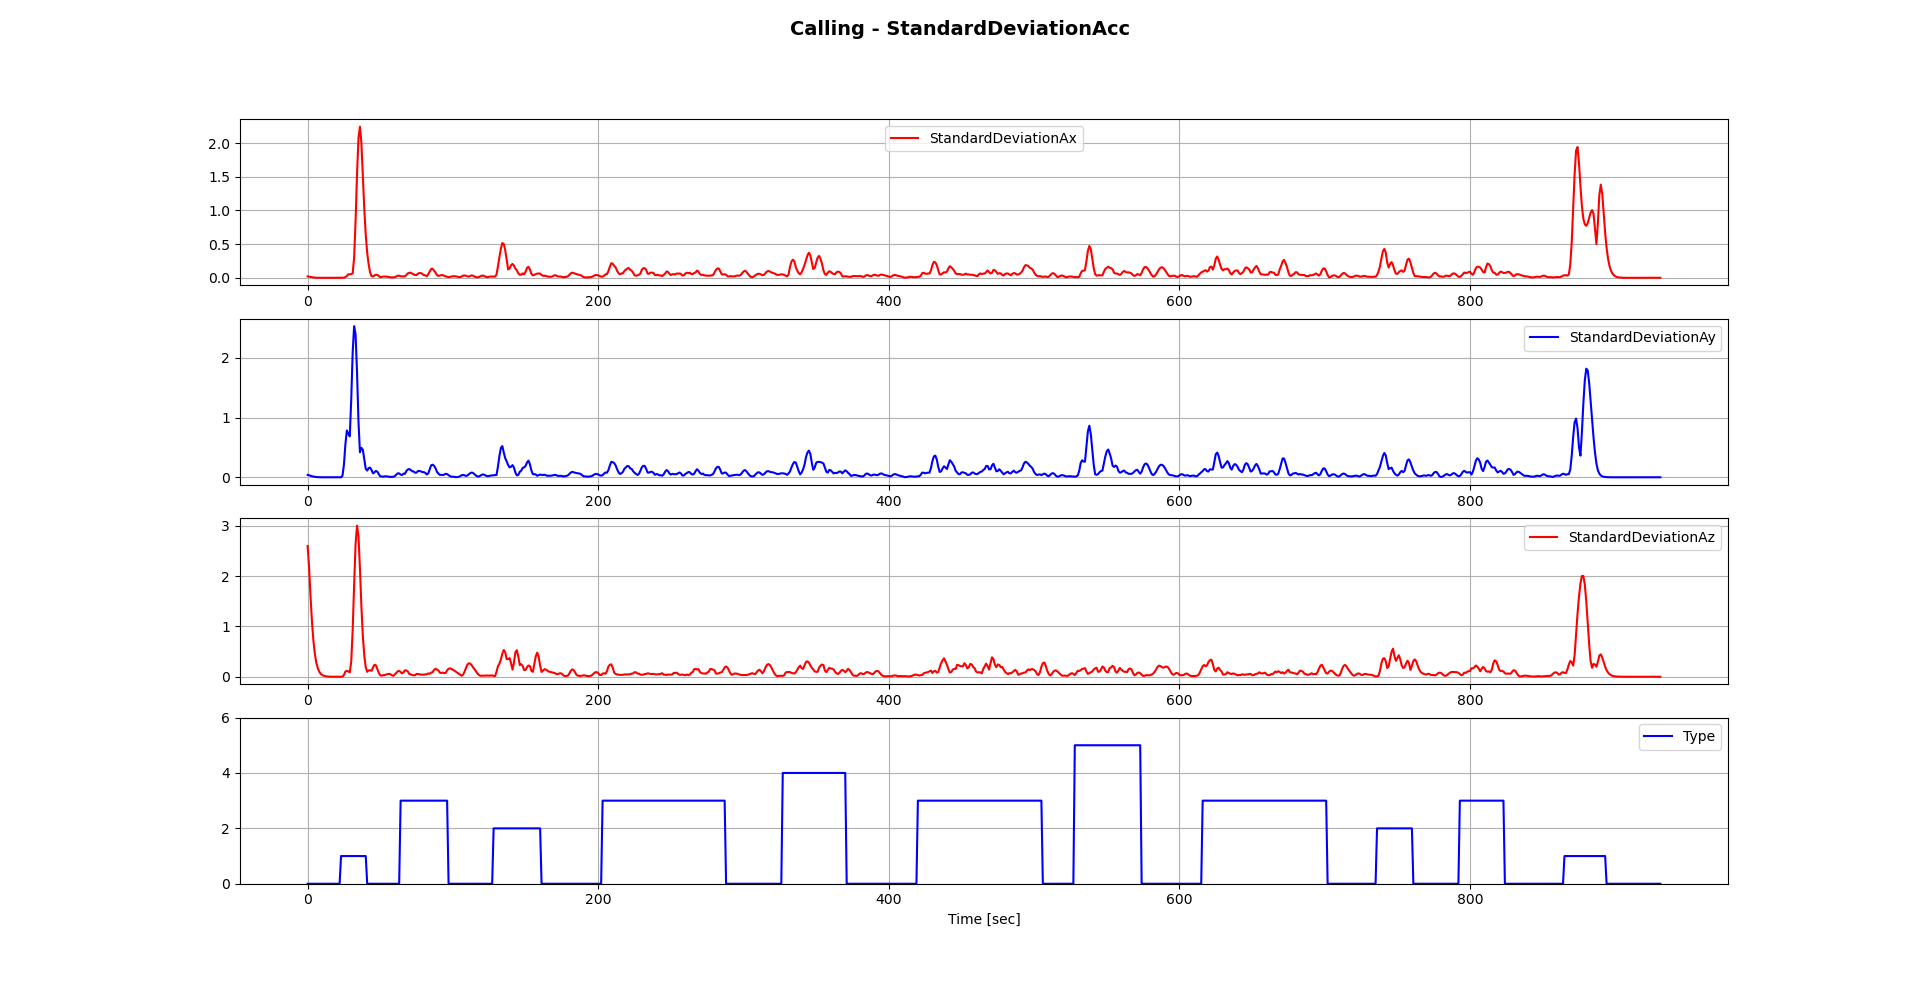 Calling - StandardDeviationAcc
StandardDeviationAx
2.0
1.5
1.0
0.5
0.0
0 200 400 600 800
StandardDeviationAy
2
1
0
0 200 400 600 800
StandardDeviationAz
3
2
1
0
0 200 400 600 800
Type
6
4
2
0
0 200 400 600 800
Time [sec]